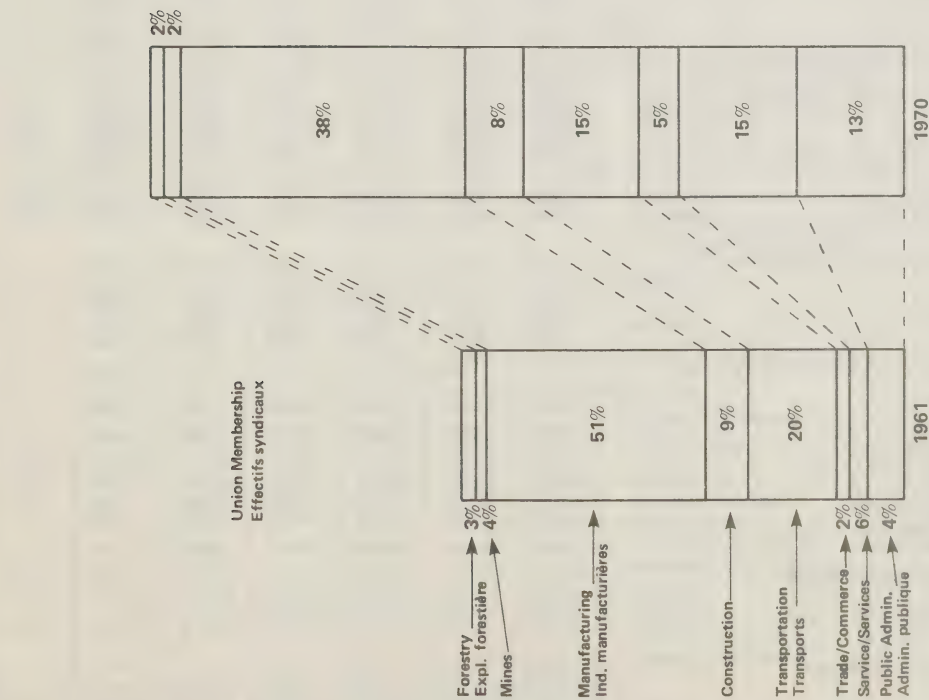 Union Membership
Effectifs syndicaux
Forestry
Expl. forestière
3%
Mines
4%
Manufacturing
Ind. manufacturières
51%
Construction
9%
Transportation
Transports
20%
Trade/Commerce
2%
Service/Services
6%
Public Admin.
Admin. publique
4%
1961
2%
2%
38%
8%
15%
5%
15%
13%
1970